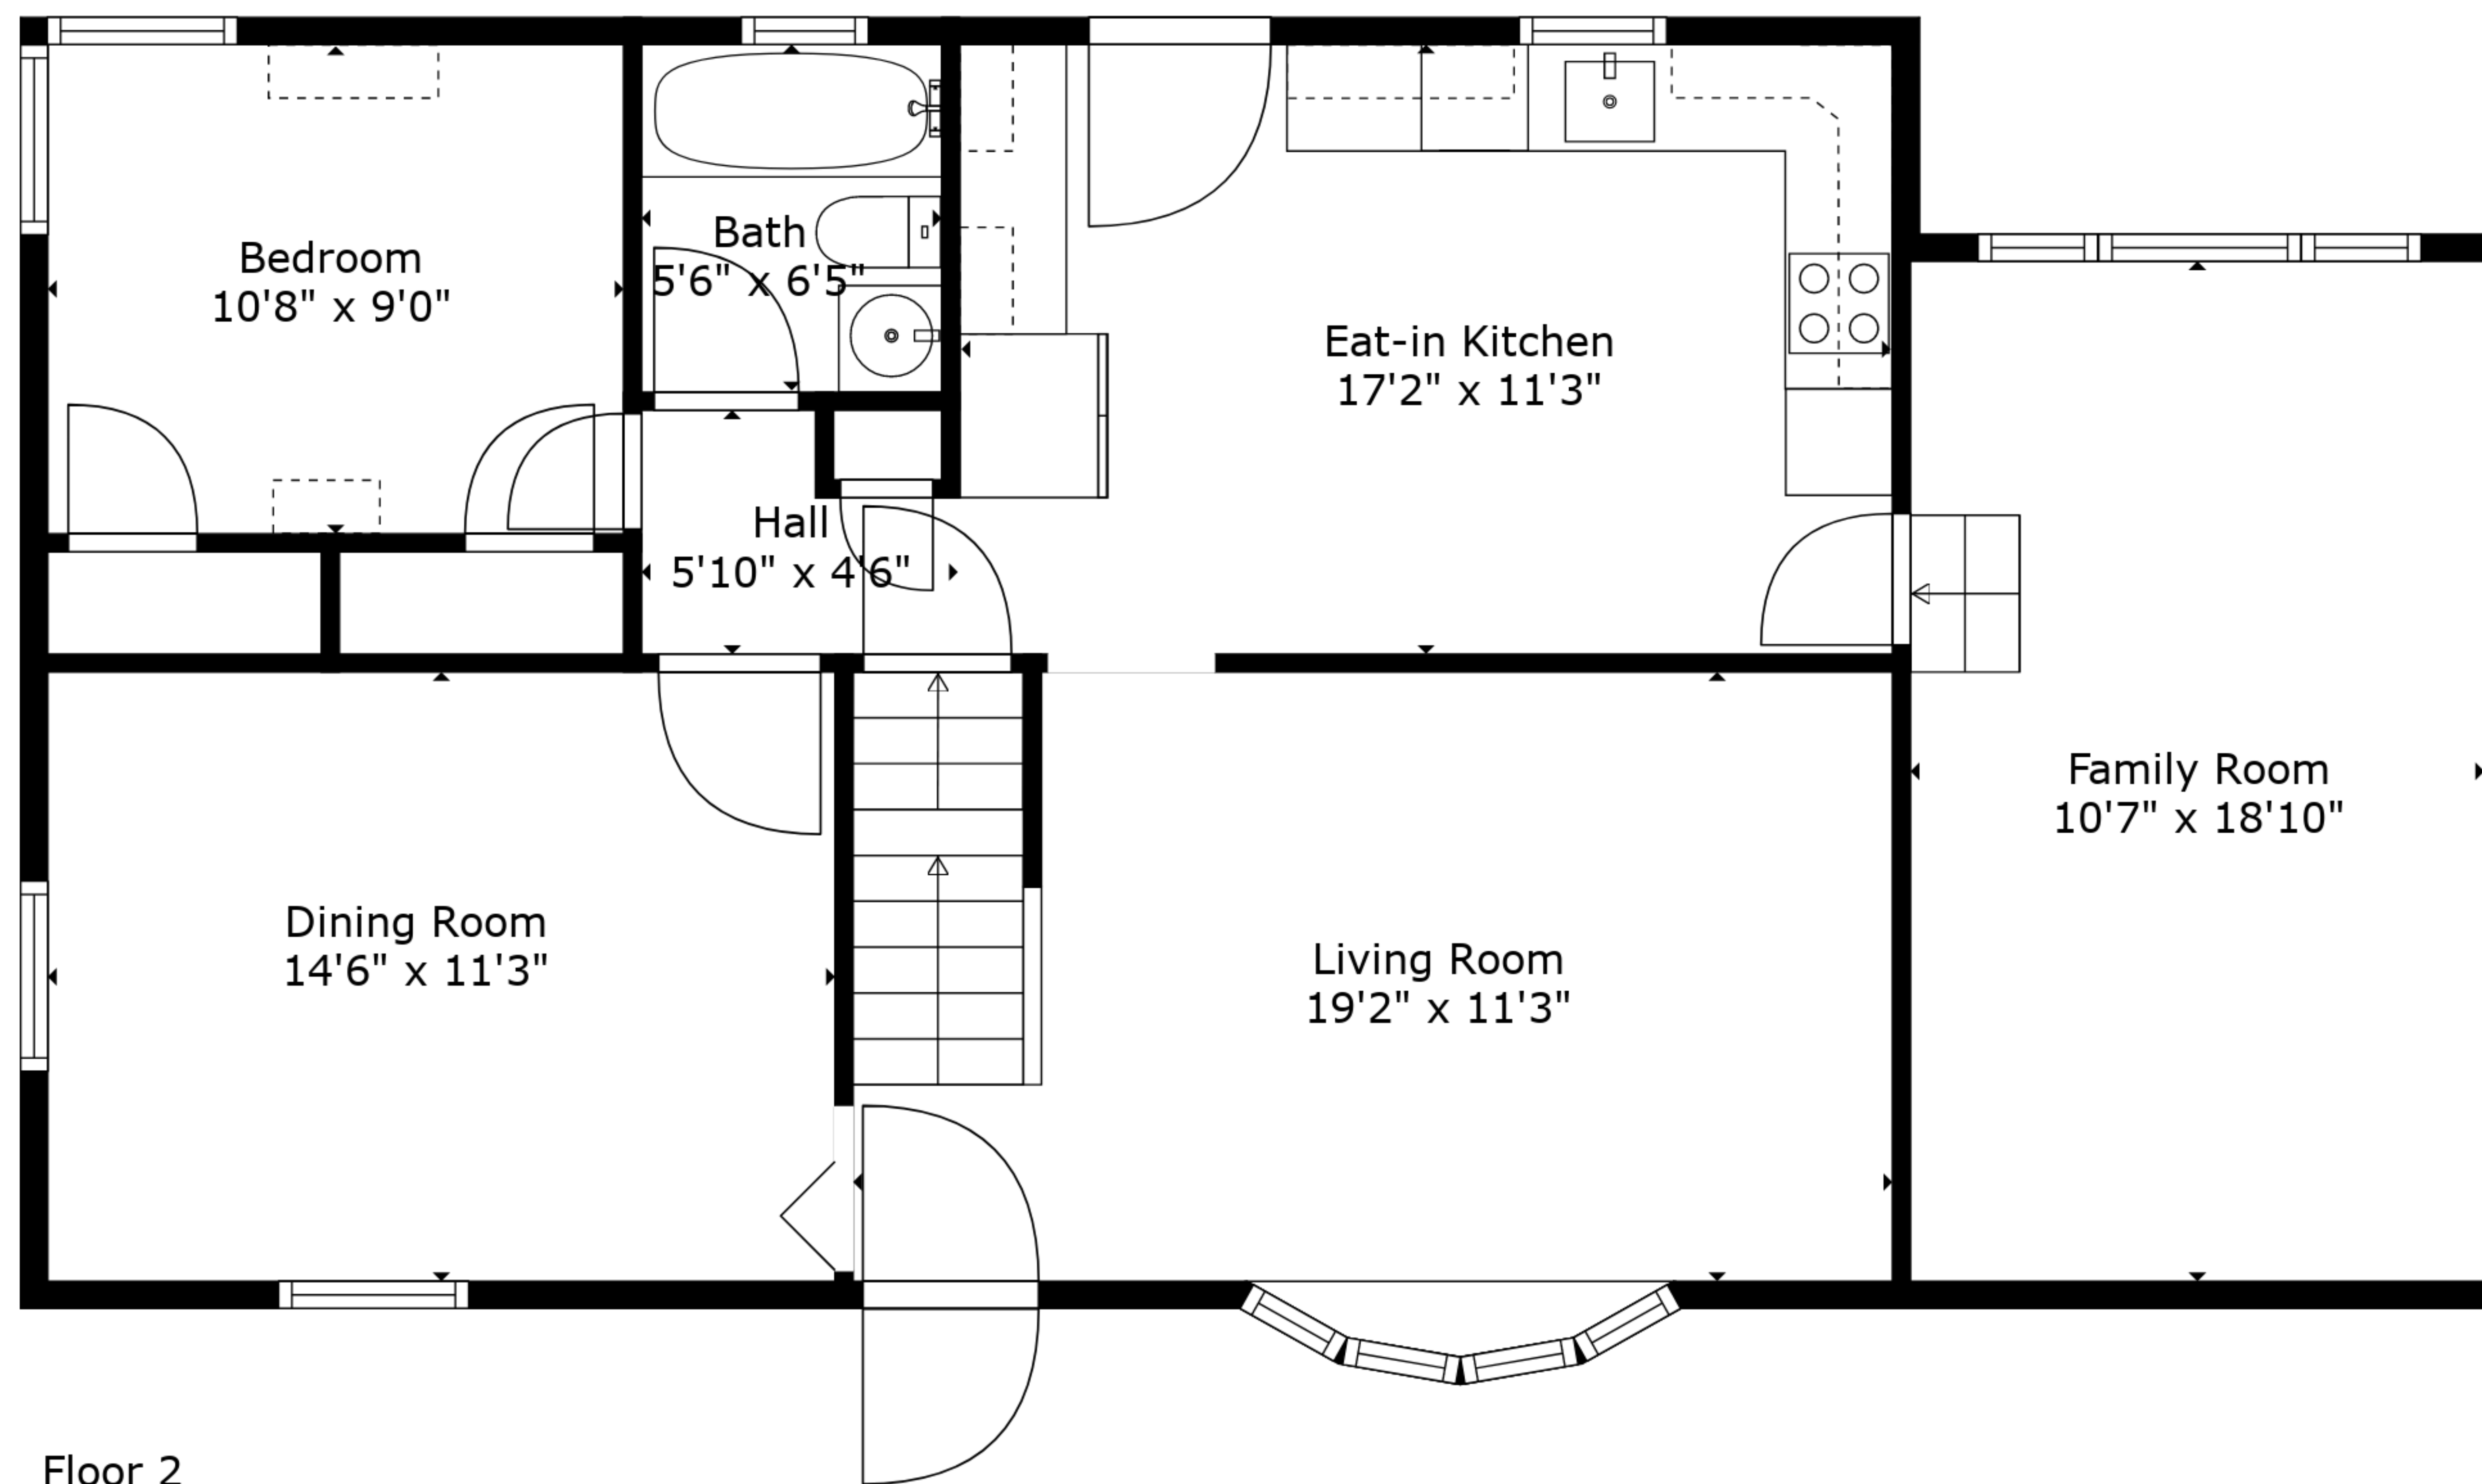 Bedroom
10'8" x 9'0"
Bath
5'6" x 6'5"
Eat-in Kitchen
17'2" x 11'3"
Hall
5'10" x 4'6"
Family Room
10'7" x 18'10"
Dining Room
14'6" x 11'3"
Living Room
19'2" x 11'3"
Floor 2